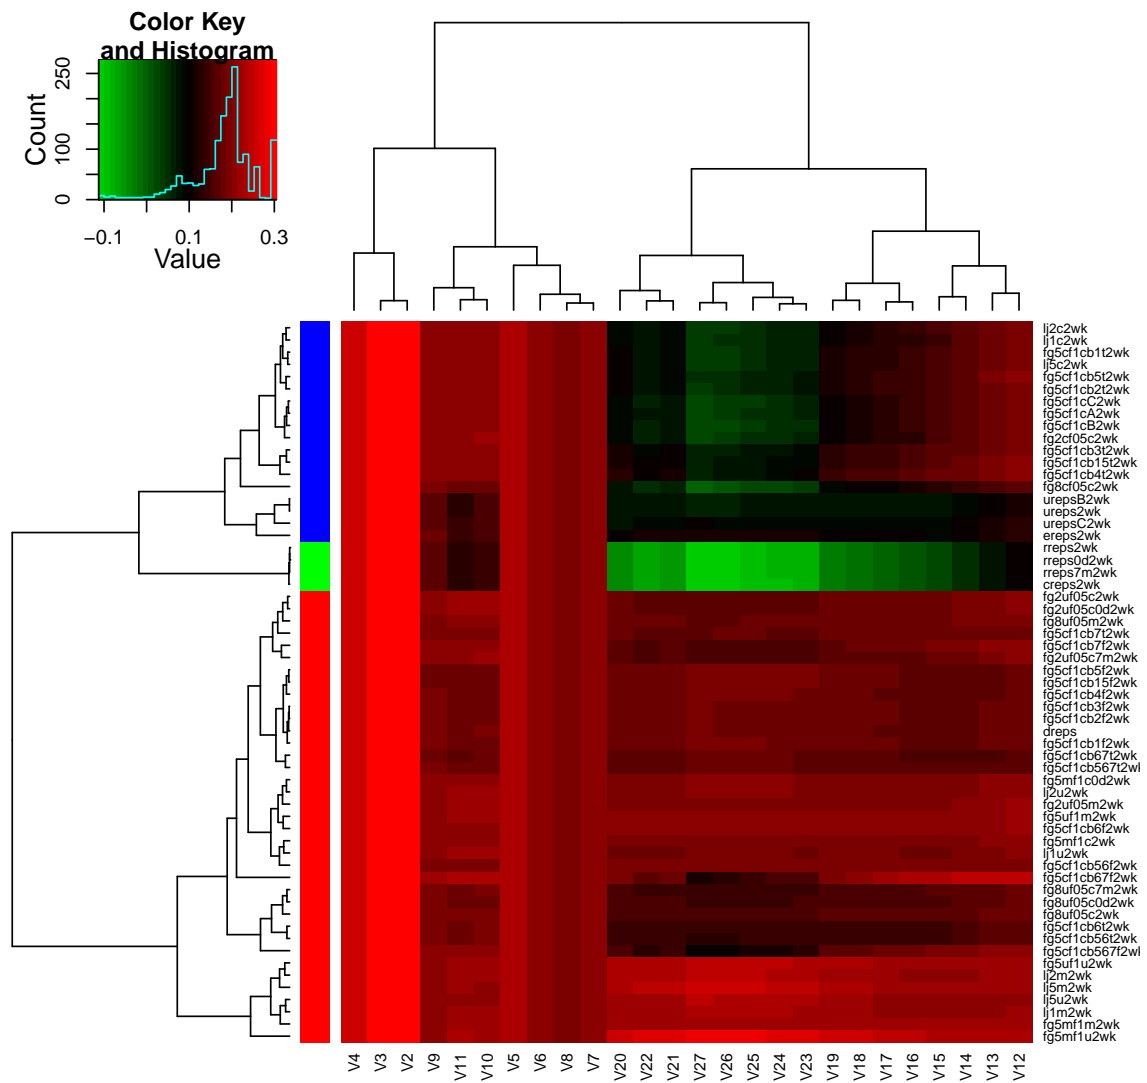 Color Key
and Histogram
Count
0
100
250
−0.1
0.1
0.3
Value
lj2c2wk
lj1c2wk
fg5cf1cb1t2wk
lj5c2wk
fg5cf1cb5t2wk
fg5cf1cb2t2wk
fg5cf1cC2wk
fg5cf1cA2wk
fg5cf1cB2wk
fg2cf05c2wk
fg5cf1cb3t2wk
fg5cf1cb15t2wk
fg5cf1cb4t2wk
fg8cf05c2wk
urepsB2wk
ureps2wk
urepsC2wk
ereps2wk
rreps2wk
rreps0d2wk
rreps7m2wk
creps2wk
fg2uf05c2wk
fg2uf05c0d2wk
fg8uf05m2wk
fg5cf1cb7t2wk
fg5cf1cb7f2wk
fg2uf05c7m2wk
fg5cf1cb5f2wk
fg5cf1cb15f2wk
fg5cf1cb4f2wk
fg5cf1cb3f2wk
fg5cf1cb2f2wk
dreps
fg5cf1cb1f2wk
fg5cf1cb67t2wk
fg5cf1cb567t2wl
fg5mf1c0d2wk
lj2u2wk
fg2uf05m2wk
fg5uf1m2wk
fg5cf1cb6f2wk
fg5mf1c2wk
lj1u2wk
fg5cf1cb56f2wk
fg5cf1cb67f2wk
fg8uf05c7m2wk
fg8uf05c0d2wk
fg8uf05c2wk
fg5cf1cb6t2wk
fg5cf1cb56t2wk
fg5cf1cb567f2wl
fg5uf1u2wk
lj2m2wk
lj5m2wk
lj5u2wk
lj1m2wk
fg5mf1m2wk
fg5mf1u2wk
V4 V3 V2 V9 V11 V10 V5 V6 V8 V7 V20 V22 V21 V27 V26 V25 V24 V23 V19 V18 V17 V16 V15 V14 V13 V12